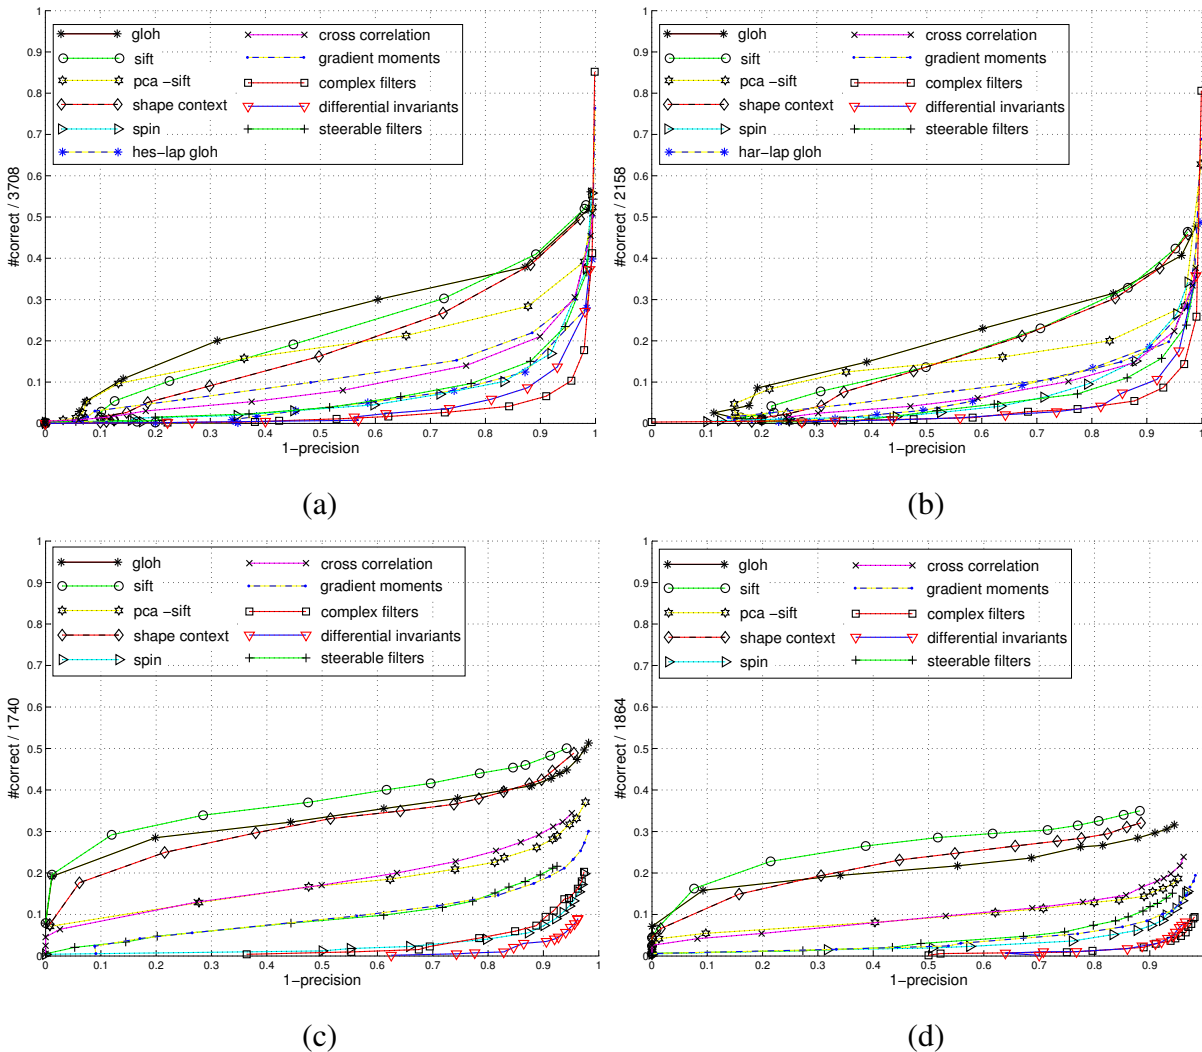 1
0.9
0.8
0.7
0.6
0.5
0.4
0.3
0.2
0.1
0
#correct / 3708
gloh
sift
pca −sift
shape context
spin
hes−lap gloh
cross correlation
gradient moments
complex filters
differential invariants
steerable filters
0 0.1 0.2 0.3 0.4 0.5 0.6 0.7 0.8 0.9 1
1−precision
(a)
1
0.9
0.8
0.7
0.6
0.5
0.4
0.3
0.2
0.1
0
#correct / 2158
gloh
sift
pca −sift
shape context
spin
har−lap gloh
cross correlation
gradient moments
complex filters
differential invariants
steerable filters
0 0.1 0.2 0.3 0.4 0.5 0.6 0.7 0.8 0.9 1
1−precision
(b)
1
0.9
0.8
0.7
0.6
0.5
0.4
0.3
0.2
0.1
0
#correct / 1740
gloh
sift
pca −sift
shape context
spin
cross correlation
gradient moments
complex filters
differential invariants
steerable filters
0 0.1 0.2 0.3 0.4 0.5 0.6 0.7 0.8 0.9 1
1−precision
(c)
1
0.9
0.8
0.7
0.6
0.5
0.4
0.3
0.2
0.1
0
#correct / 1864
gloh
sift
pca −sift
shape context
spin
cross correlation
gradient moments
complex filters
differential invariants
steerable filters
0 0.1 0.2 0.3 0.4 0.5 0.6 0.7 0.8 0.9
1−precision
(d)